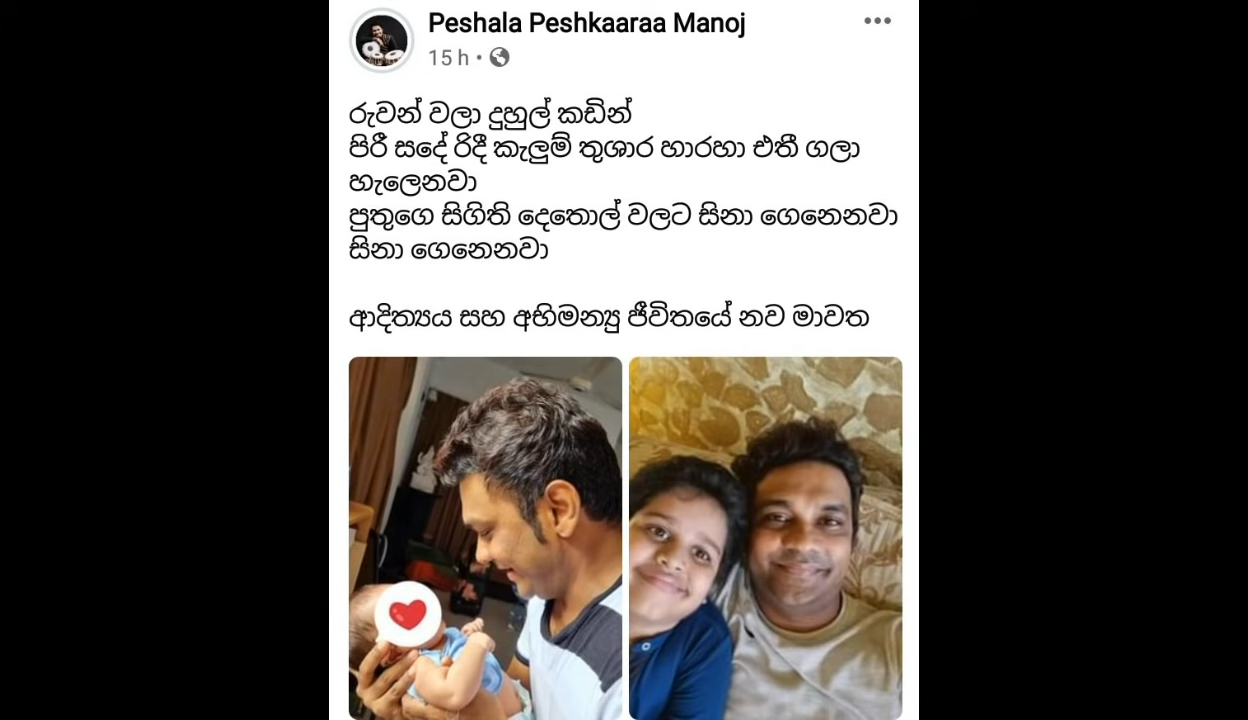 Peshala Peshkaaraa Manoj
15 h •
රුවන් වලා දුහුල් කඩින්
පිරී සදේ රිදී කැලුම් තුශාර හාරහා එතී ගලා
හැලෙනවා
පුතුගෙ සිගිති දෙතොල් වලට සිනා ගෙනෙනවා
සිනා ගෙනෙනවා
ආදිත්‍යය සහ අභිමන්‍යු ජීවිතයේ නව මාවත